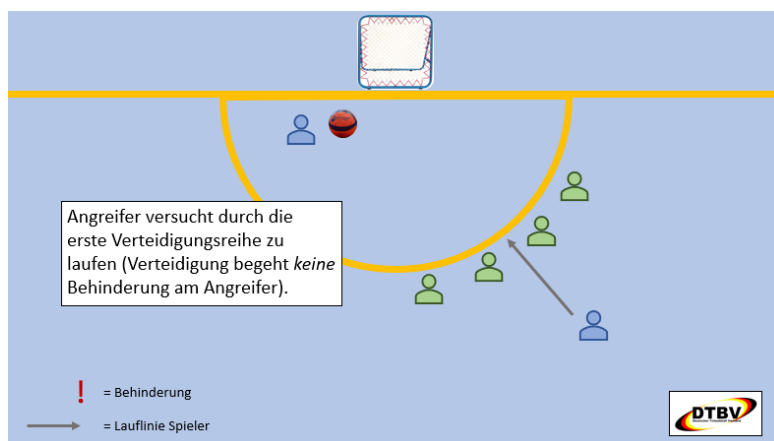 Angreifer versucht durch die
erste Verteidigungsreihe zu
laufen (Verteidigung begeht keine
Behinderung am Angreifer).
= Behinderung
= Lauflinie Spieler
DTBV